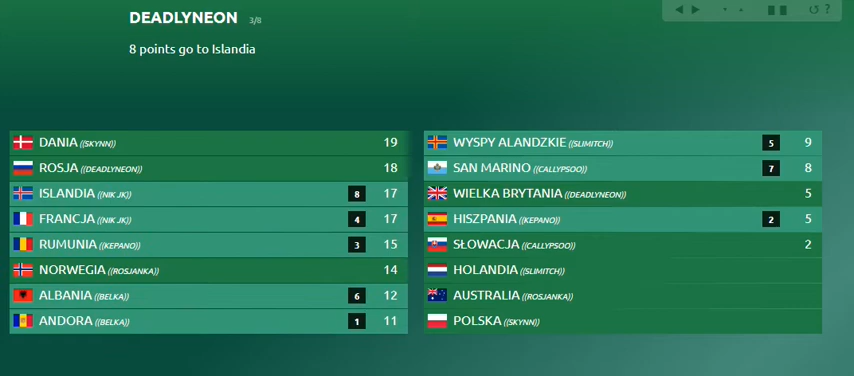 DEADLYNEON 3/8
8 points go to Islandia
DANIA ((SKYNN)) 19
ROSJA ((DEADLYNEON)) 18
ISLANDIA ((NIK JK)) 8 17
FRANCJA ((NIK JK)) 4 17
RUMUNIA ((KEPANO)) 3 15
NORWEGIA ((ROSJANKA)) 14
ALBANIA ((BELKA)) 6 12
ANDORA ((BELKA)) 1 11
WYSPY ALANDZKIE ((SLIMITCH)) 5 9
SAN MARINO ((CALLYPSOO)) 7 8
WIELKA BRYTANIA ((DEADLYNEON)) 5
HISZPANIA ((KEPANO)) 2 5
SŁOWACJA ((CALLYPSOO)) 2
HOLANDIA ((SLIMITCH))
AUSTRALIA ((ROSJANKA))
POLSKA ((SKYNN))